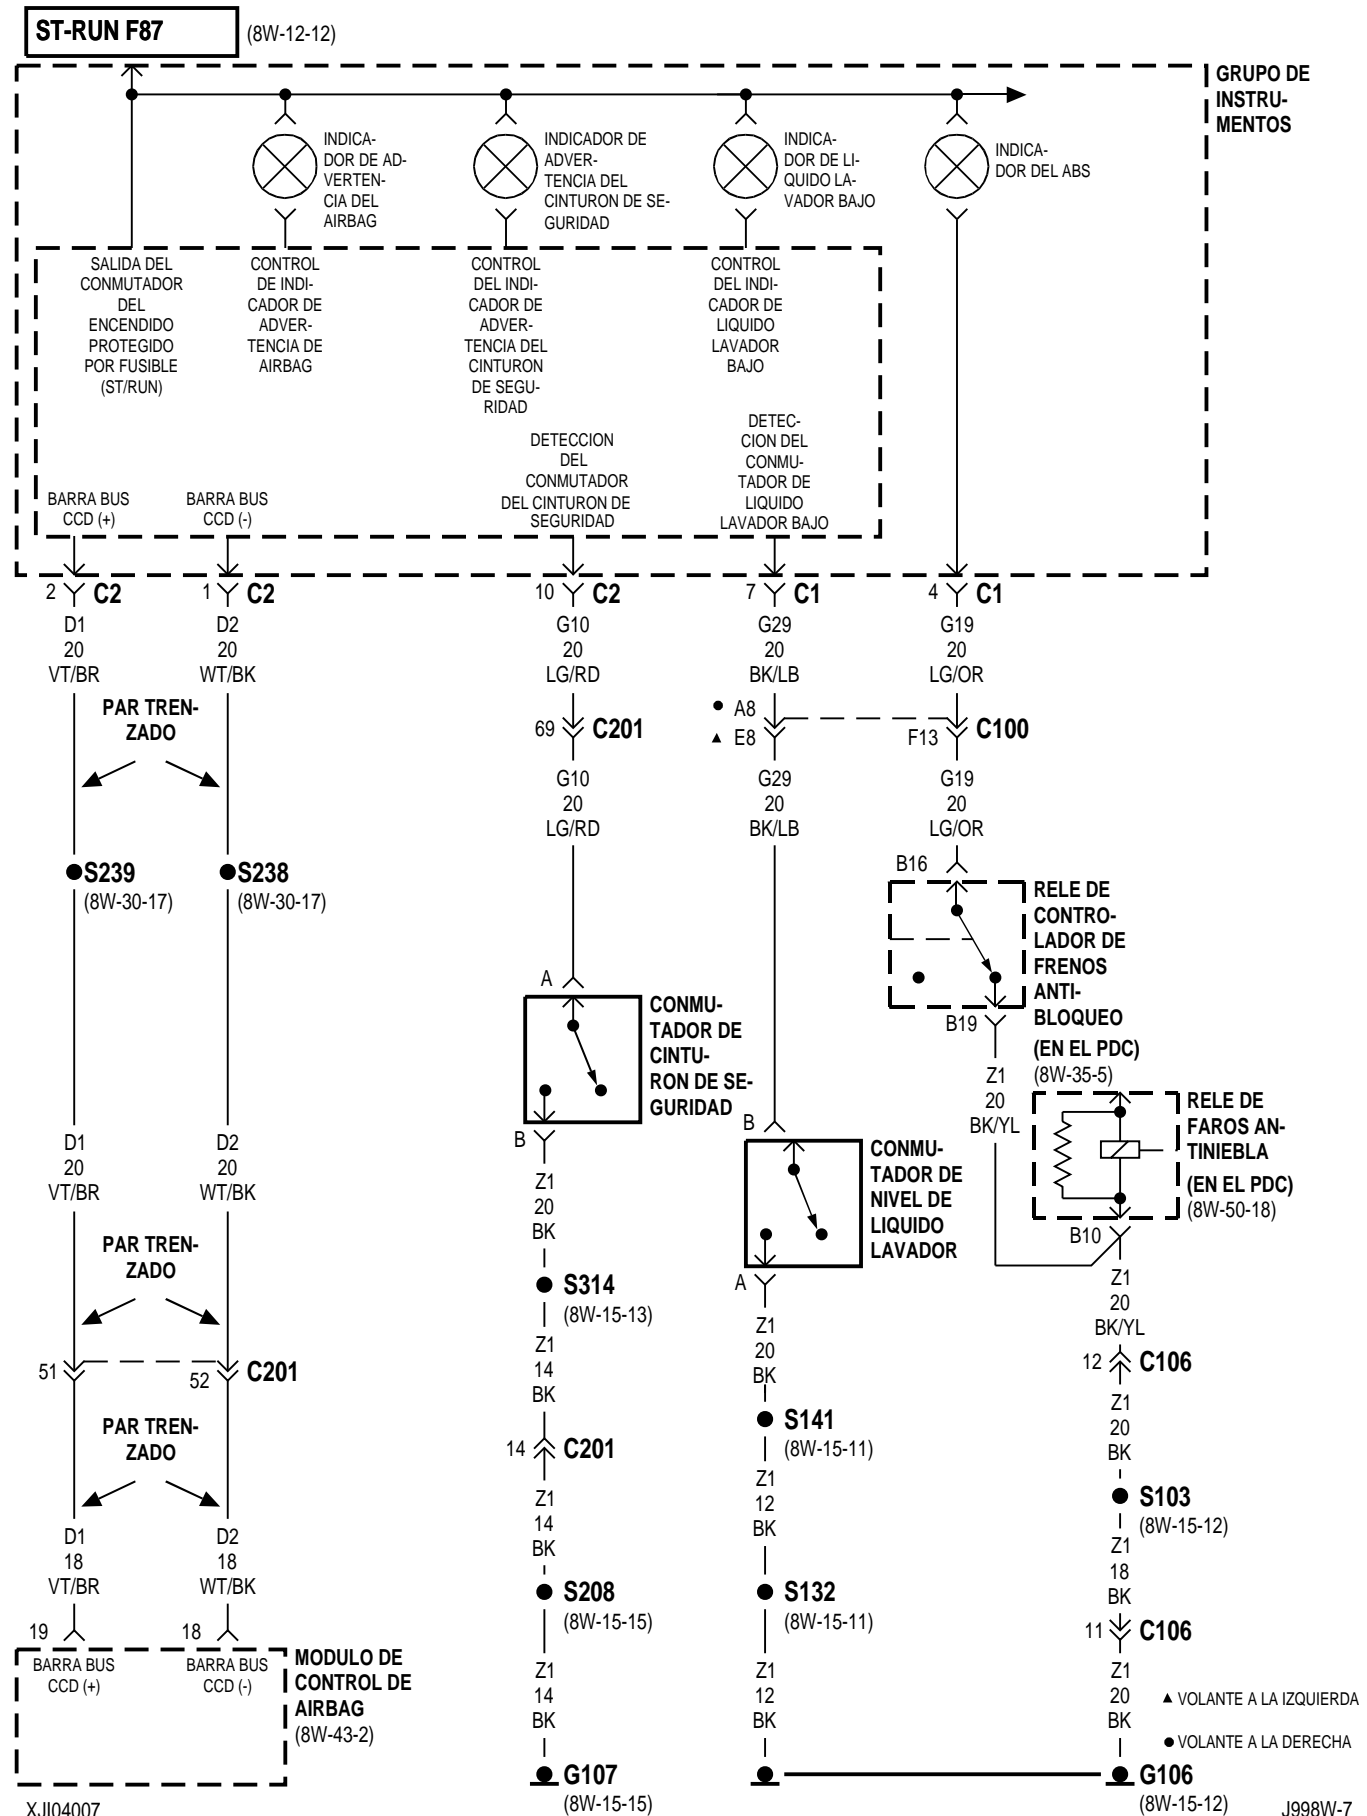 ST-RUN F87
(8W-12-12)
GRUPO DE
INSTRU-
MENTOS
INDICA-
DOR DE AD-
VERTEN-
CIA DEL
AIRBAG
INDICADOR DE
ADVER-
TENCIA DEL
CINTURON DE SE-
GURIDAD
INDICA-
DOR DE LI-
QUIDO LA-
VADOR BAJO
INDICA-
DOR DEL ABS
SALIDA DEL
CONMUTADOR
DEL
ENCENDIDO
PROTEGIDO
POR FUSIBLE
(ST/RUN)
CONTROL
DE INDI-
CADOR DE
ADVER-
TENCIA DE
AIRBAG
CONTROL
DEL INDI-
CADOR DE
ADVER-
TENCIA DEL
CINTURON
DE SEGU-
RIDAD
CONTROL
DEL INDI-
CADOR DE
LIQUIDO
LAVADOR
BAJO
BARRA BUS
CCD (+)
BARRA BUS
CCD (-)
DETECCION
DEL
CONMUTADOR
DEL CINTURON DE
SEGURIDAD
DETEC-
CION DEL
CONMU-
TADOR DE
LIQUIDO
LAVADOR BAJO
2 C2
1 C2
10 C2
7 C1
4 C1
D1
20
VT/BR
D2
20
WT/BK
G10
20
LG/RD
G29
20
BK/LB
G19
20
LG/OR
PAR TREN-
ZADO
69 C201
● A8
▲ E8
F13 C100
G10
20
LG/RD
G29
20
BK/LB
G19
20
LG/OR
S239
(8W-30-17)
S238
(8W-30-17)
B16
RELE DE
CONTRO-
LADOR DE
FRENOS
ANTI-
BLOQUEO
(EN EL PDC)
(8W-35-5)
B19
A
CONMU-
TADOR DE
CINTU-
RON DE SE-
GURIDAD
B
Z1
20
BK/YL
RELE DE
FAROS AN-
TINIEBLA
(EN EL PDC)
(8W-50-18)
B10
B
CONMU-
TADOR DE
NIVEL DE
LIQUIDO
LAVADOR
A
D1
20
VT/BR
D2
20
WT/BK
Z1
20
BK
S314
(8W-15-13)
Z1
14
BK
14 C201
Z1
14
BK
S208
(8W-15-15)
Z1
14
BK
G107
(8W-15-15)
Z1
20
BK
S141
(8W-15-11)
Z1
12
BK
S132
(8W-15-11)
Z1
12
BK
Z1
20
BK/YL
12 C106
Z1
20
BK
S103
(8W-15-12)
Z1
18
BK
11 C106
Z1
20
BK
G106
(8W-15-12)
PAR TREN-
ZADO
51
52 C201
PAR TREN-
ZADO
D1
18
VT/BR
D2
18
WT/BK
19
18
BARRA BUS
CCD (+)
BARRA BUS
CCD (-)
MODULO DE
CONTROL DE
AIRBAG
(8W-43-2)
▲ VOLANTE A LA IZQUIERDA
● VOLANTE A LA DERECHA
XJI04007
J998W-7